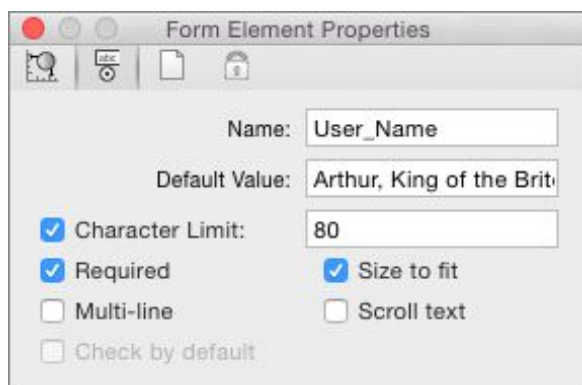 Form Element Properties
abc
Name: User_Name
Default Value: Arthur, King of the Brit
Character Limit: 80
Required Size to fit
Multi-line Scroll text
Check by default